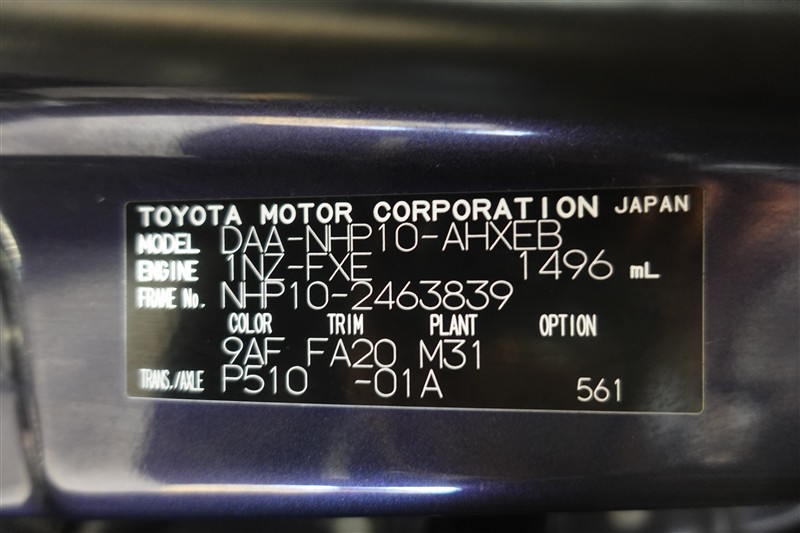 TOYOTA MOTOR CORPORATION JAPAN
MODEL DAA-NHP10-AHXEB
ENGINE 1NZ-FXE 1496 mL
FRAME No. NHP10-2463839
COLOR TRIM PLANT OPTION
9AF FA20 M31
TRANS./AXLE P510 -01A 561